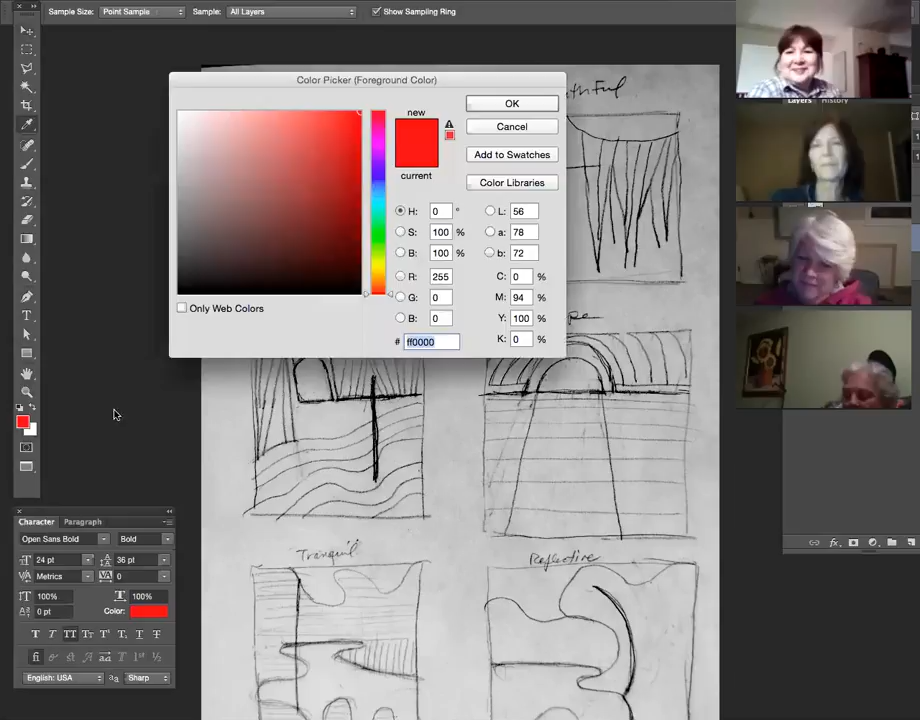 Sample Size: Point Sample Sample: All Layers Show Sampling Ring
Color Picker (Foreground Color)
new
current
OK
Cancel
Add to Swatches
Color Libraries
H: 0 °
S: 100 %
B: 100 %
R: 255
G: 0
B: 0
# ff0000
L: 56
a: 78
b: 72
C: 0 %
M: 94 %
Y: 100 %
K: 0 %
Only Web Colors
Layers History
Tranquil
Reflective
Character Paragraph
Open Sans Bold Bold
24 pt 36 pt
Metrics 0
100% 100%
0 pt Color:
English: USA Sharp